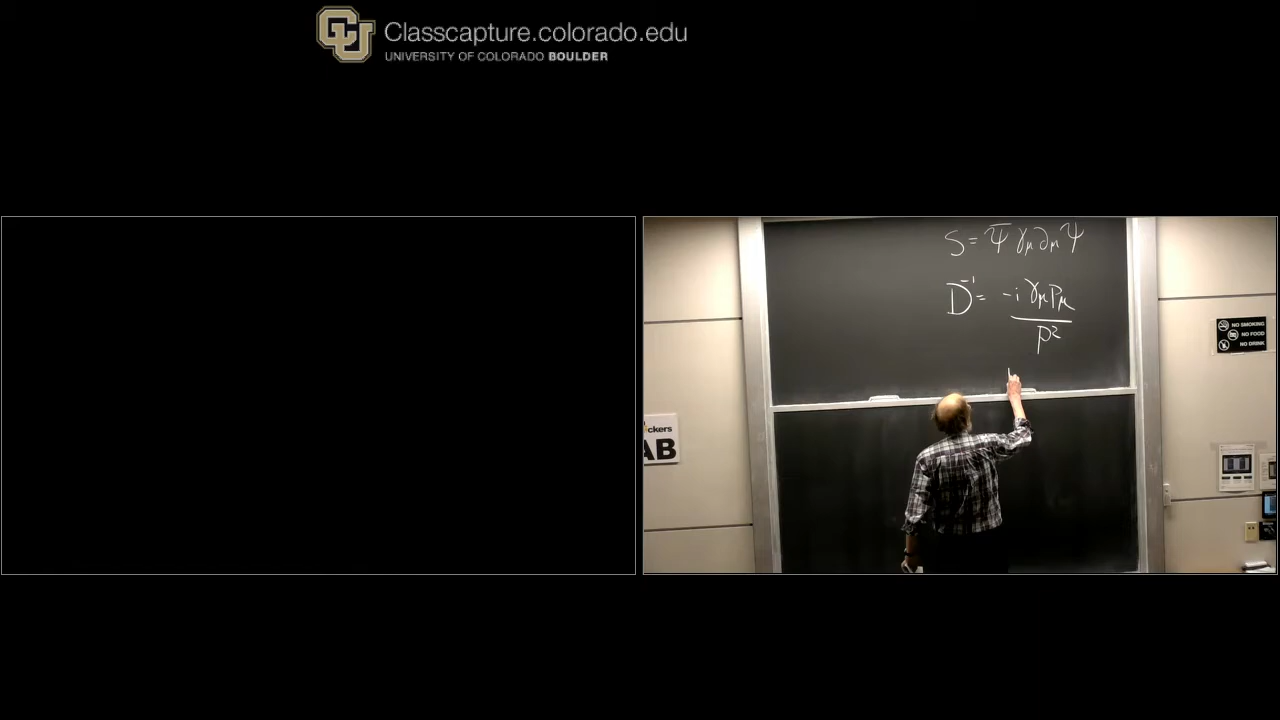 Classcapture.colorado.edu
UNIVERSITY OF COLORADO BOULDER
S = Ψ̄ γμ ∂μ Ψ
D⁻¹ = -i γμ pμ
p²
NO SMOKING
NO FOOD
NO DRINK
ckers
AB